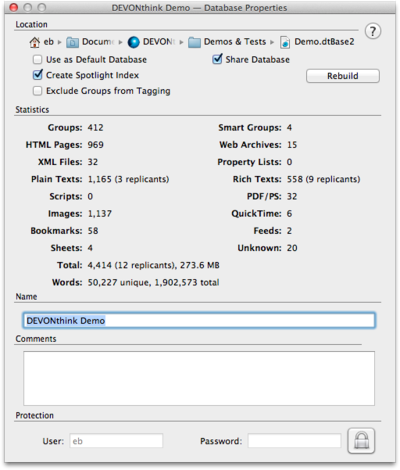 DEVONthink Demo — Database Properties
Location
eb ▸ Docum ▸ DEVON ▸ Demos & Tests ▸ Demo.dtBase2
?
Use as Default Database
Share Database
Create Spotlight Index
Rebuild
Exclude Groups from Tagging
Statistics
Groups: 412 Smart Groups: 4
HTML Pages: 969 Web Archives: 15
XML Files: 32 Property Lists: 0
Plain Texts: 1,165 (3 replicants) Rich Texts: 558 (9 replicants)
Scripts: 0 PDF/PS: 32
Images: 1,137 QuickTime: 6
Bookmarks: 58 Feeds: 2
Sheets: 4 Unknown: 20
Total: 4,414 (12 replicants), 273.6 MB
Words: 50,227 unique, 1,902,573 total
Name
DEVONthink Demo
Comments
Protection
User: eb Password: